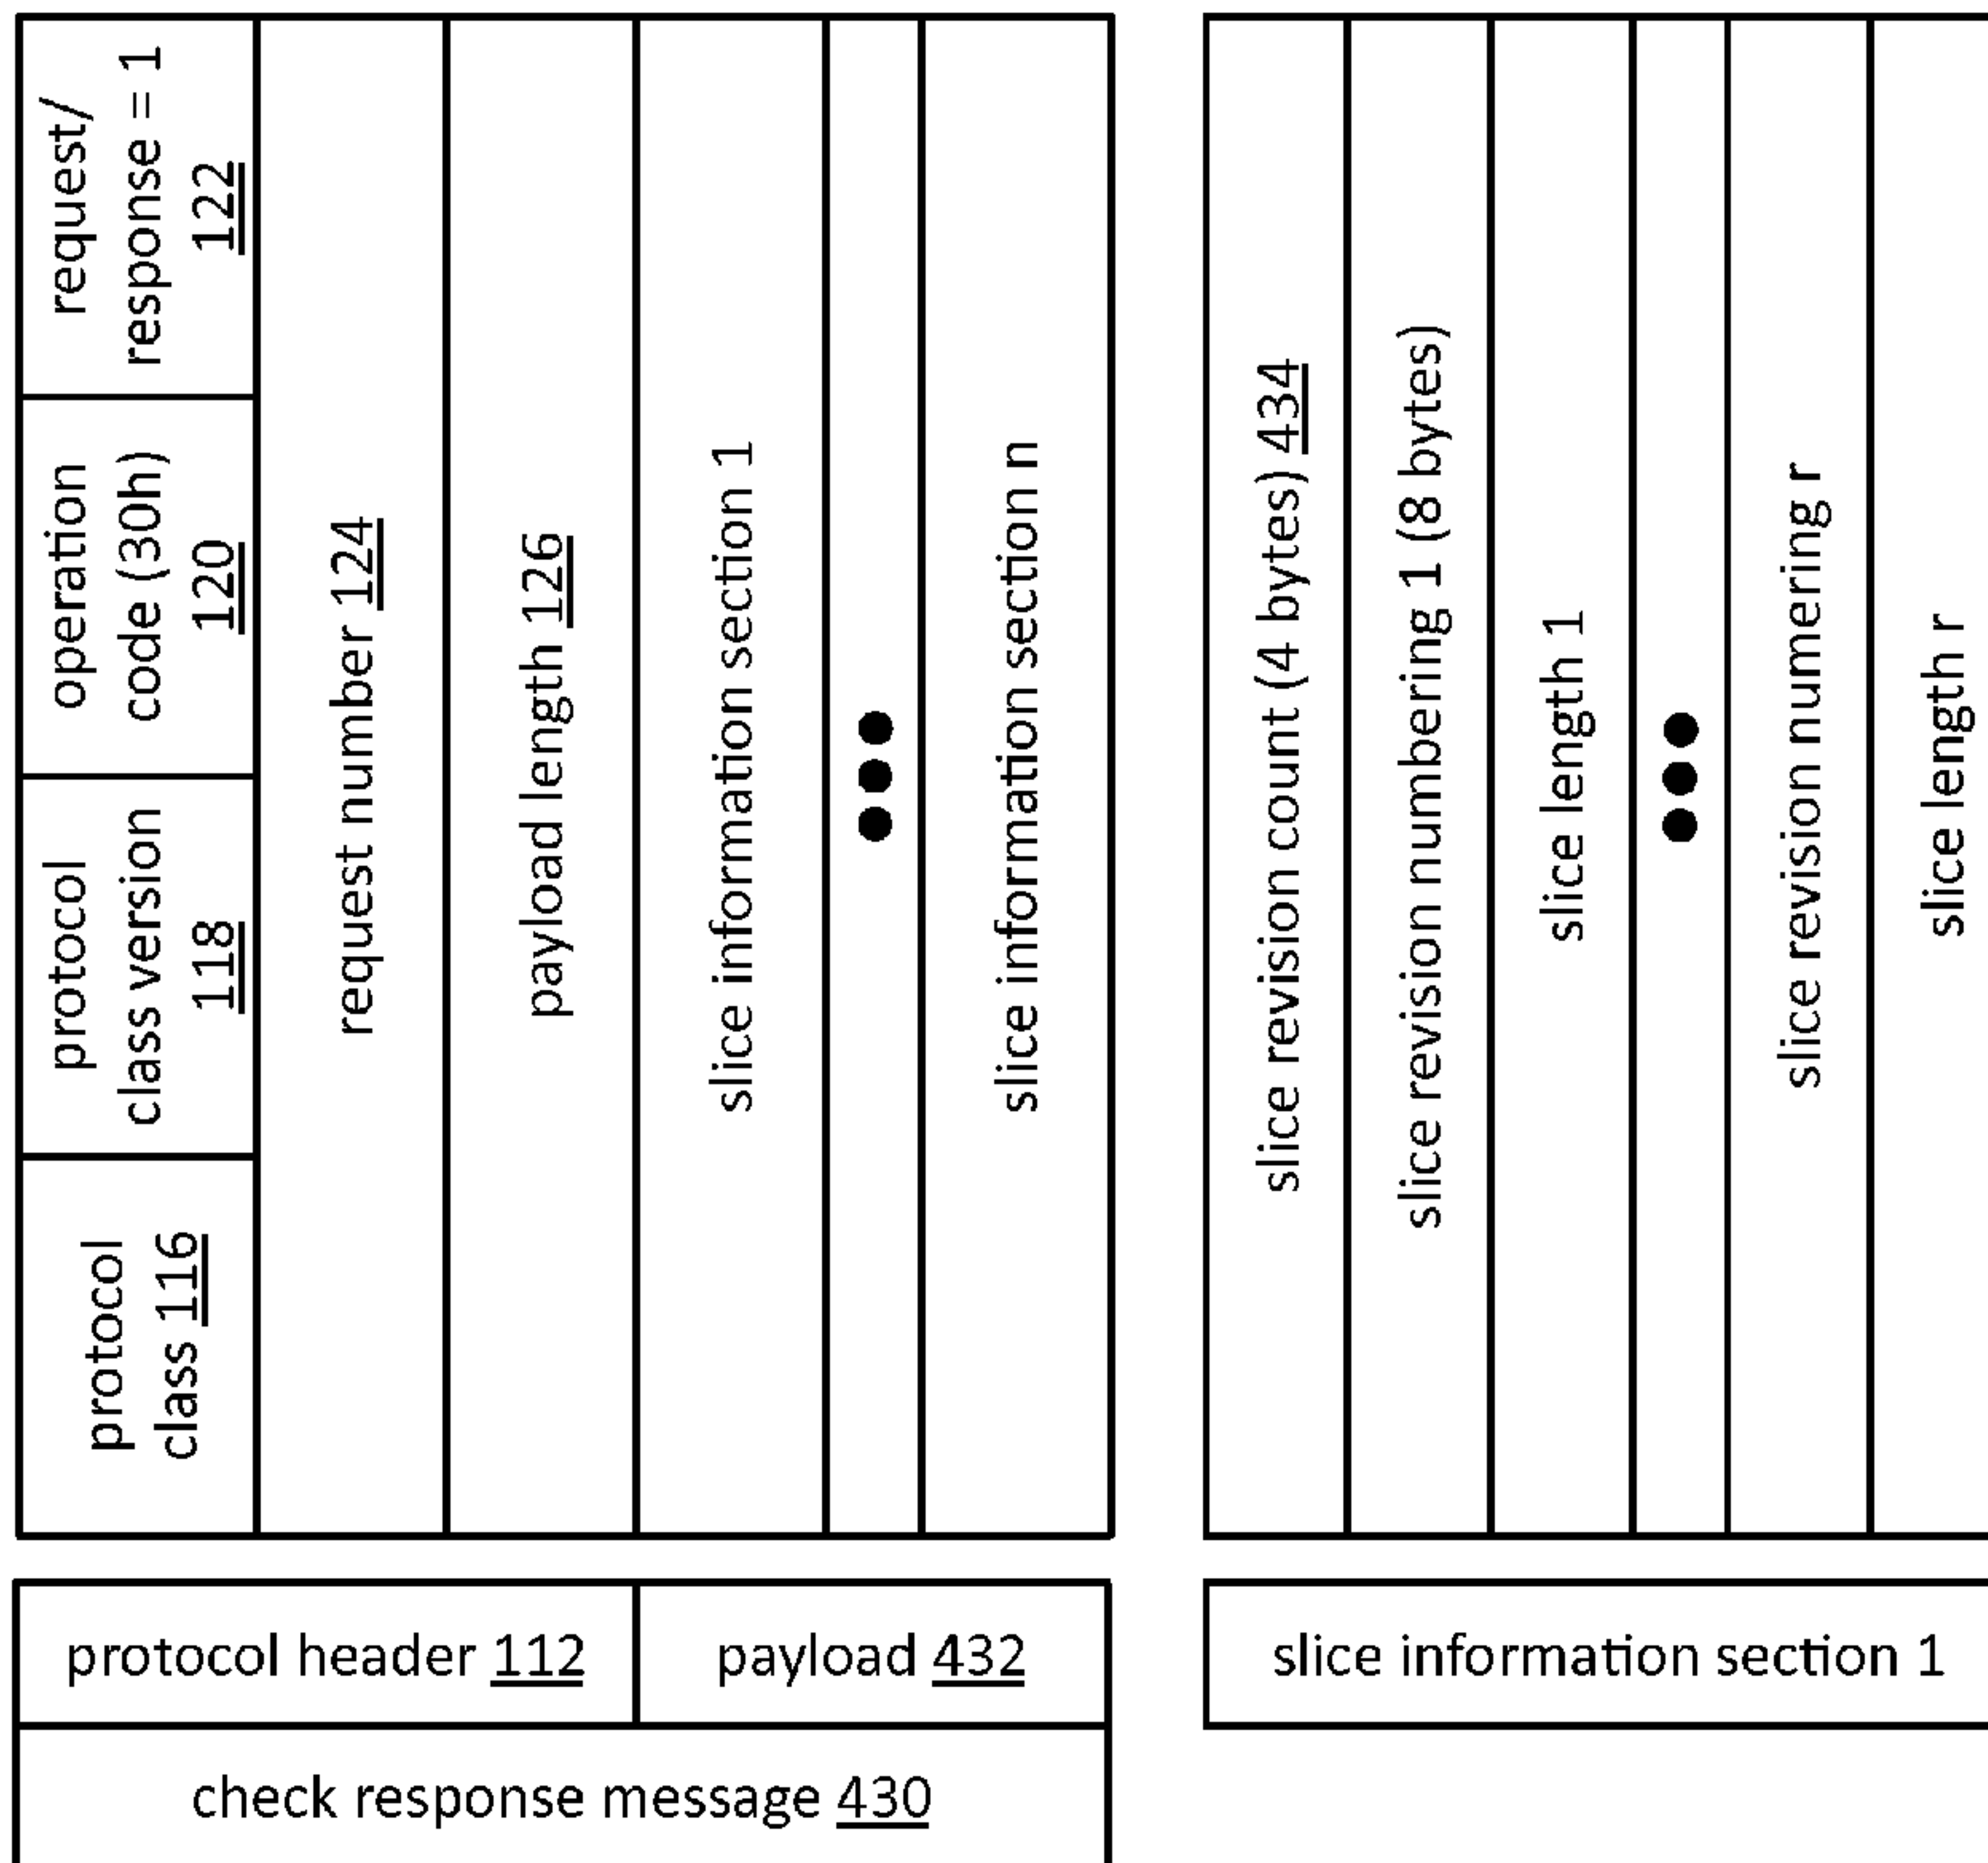 protocol
class 116
protocol
class version
118
operation
code (30h)
120
request/
response = 1
122
request number 124
payload length 126
slice information section 1
slice information section n
protocol header 112
payload 432
check response message 430
slice revision count (4 bytes) 434
slice revision numbering 1 (8 bytes)
slice length 1
slice revision numering r
slice length r
slice information section 1